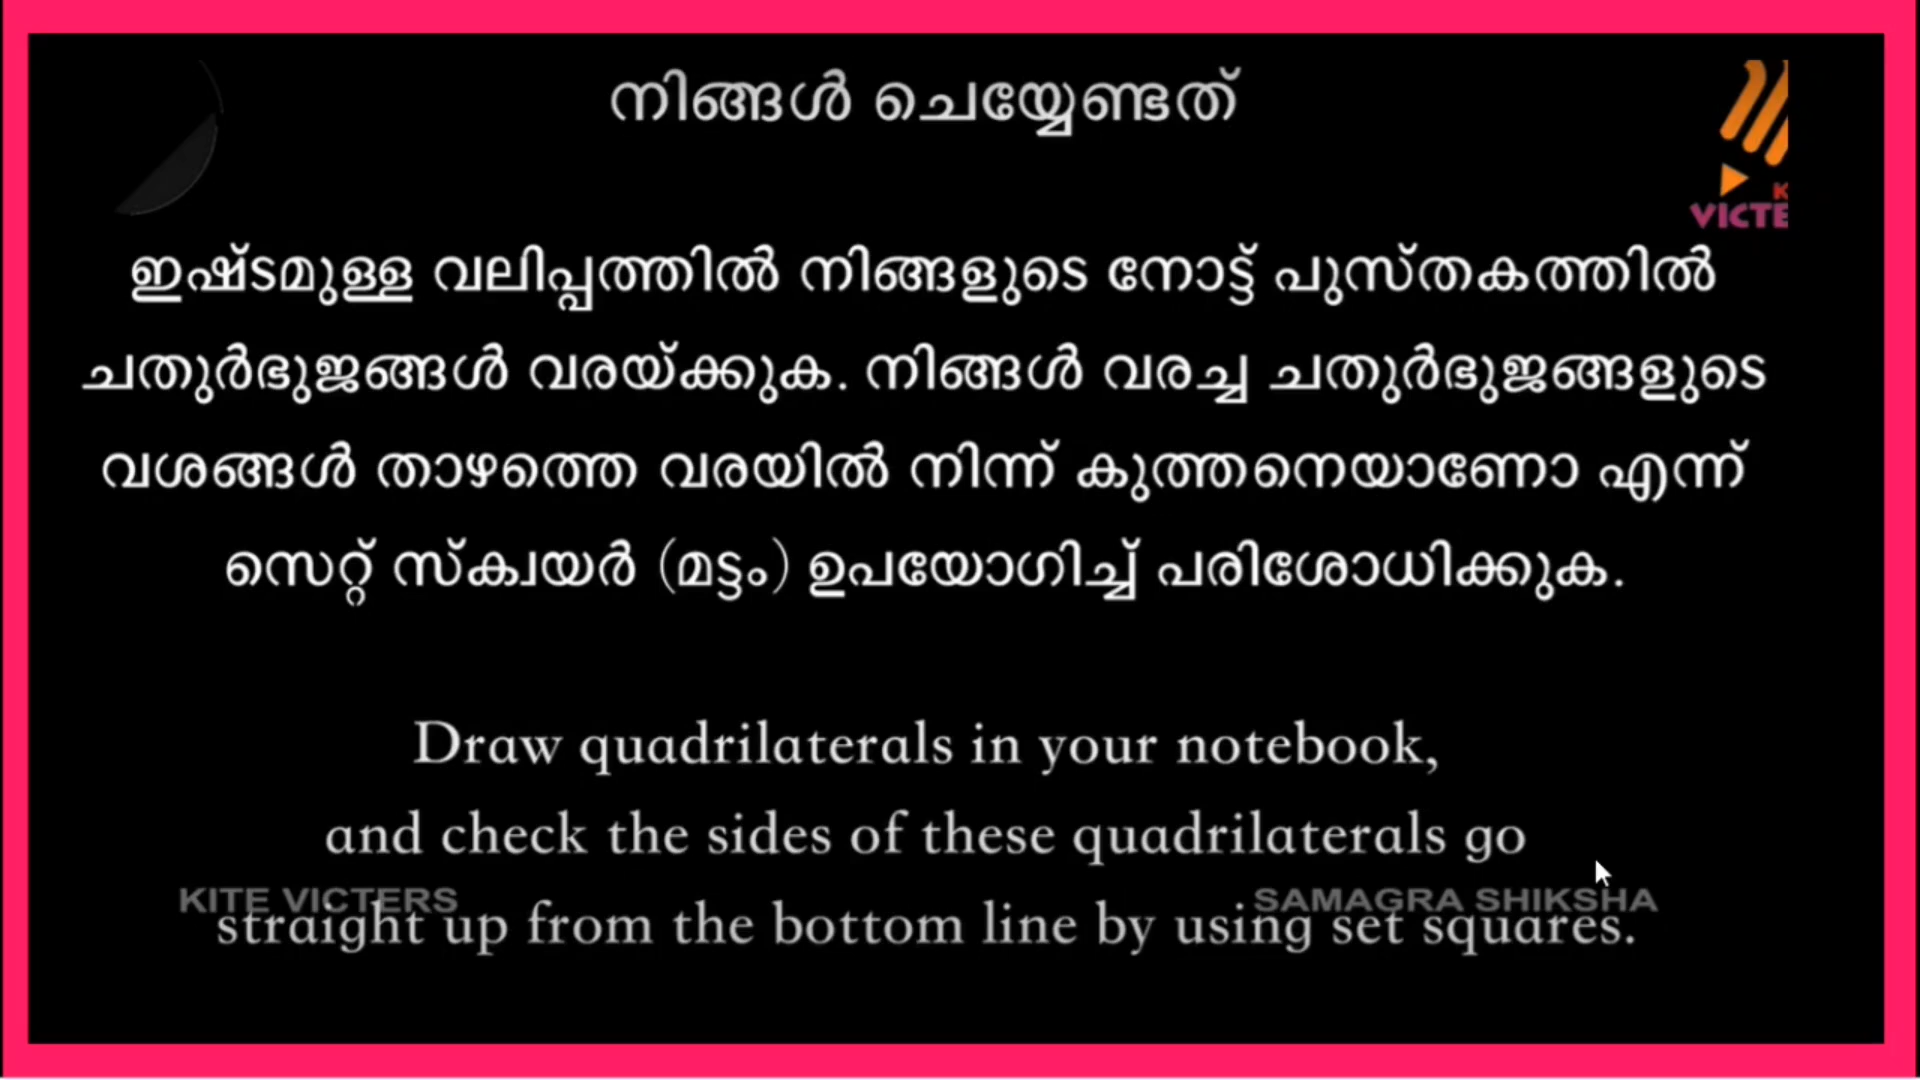 നിങ്ങൾ ചെയ്യേണ്ടത്
VICTE
ഇഷ്ടമുള്ള വലിപ്പത്തിൽ നിങ്ങളുടെ നോട്ട് പുസ്തകത്തിൽ
ചതുർഭുജങ്ങൾ വരയ്ക്കുക. നിങ്ങൾ വരച്ച ചതുർഭുജങ്ങളുടെ
വശങ്ങൾ താഴത്തെ വരയിൽ നിന്ന് കുത്തനെയാണോ എന്ന്
സെറ്റ് സ്ക്വയർ (മട്ടം) ഉപയോഗിച്ച് പരിശോധിക്കുക.
Draw quadrilaterals in your notebook,
and check the sides of these quadrilaterals go
KITE VICTERS
SAMAGRA SHIKSHA
straight up from the bottom line by using set squares.